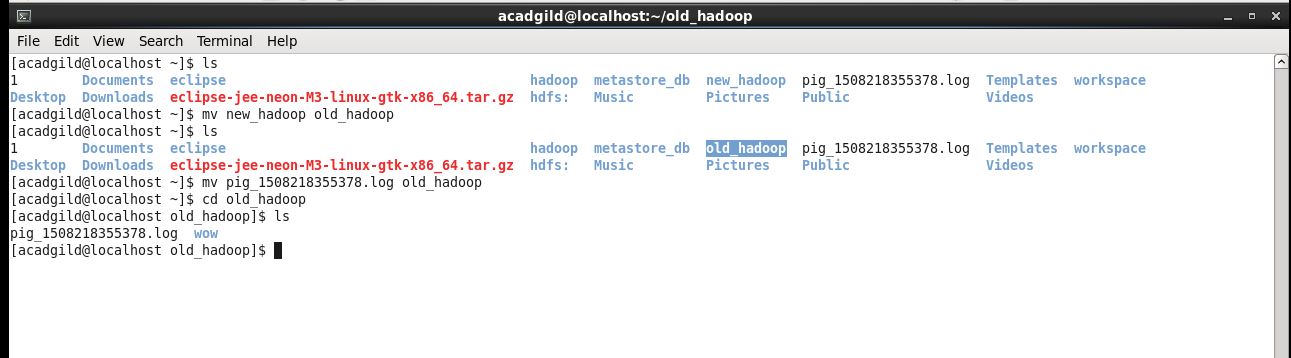 acadgild@localhost:~/old_hadoop
File Edit View Search Terminal Help
[acadgild@localhost ~]$ ls
1 Documents eclipse hadoop metastore_db new_hadoop pig_1508218355378.log Templates workspace
Desktop Downloads eclipse-jee-neon-M3-linux-gtk-x86_64.tar.gz hdfs: Music Pictures Public Videos
[acadgild@localhost ~]$ mv new_hadoop old_hadoop
[acadgild@localhost ~]$ ls
1 Documents eclipse hadoop metastore_db old_hadoop pig_1508218355378.log Templates workspace
Desktop Downloads eclipse-jee-neon-M3-linux-gtk-x86_64.tar.gz hdfs: Music Pictures Public Videos
[acadgild@localhost ~]$ mv pig_1508218355378.log old_hadoop
[acadgild@localhost ~]$ cd old_hadoop
[acadgild@localhost old_hadoop]$ ls
pig_1508218355378.log wow
[acadgild@localhost old_hadoop]$